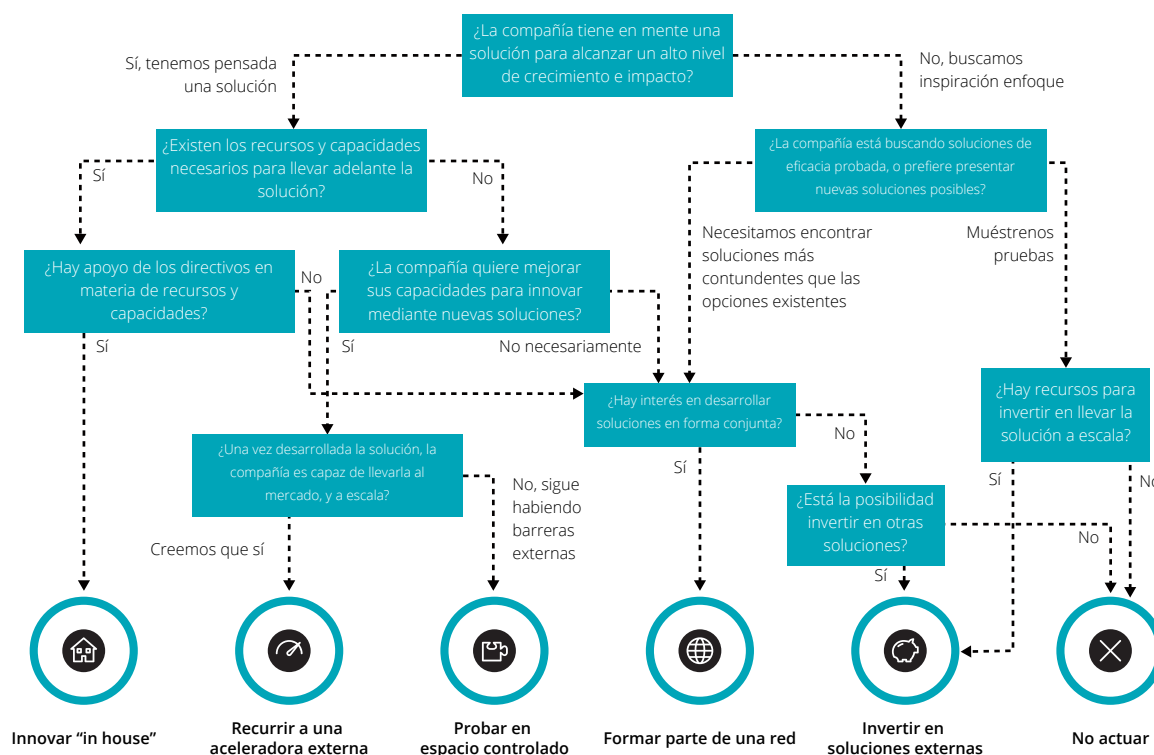 ¿La compañía tiene en mente una
solución para alcanzar un alto nivel
de crecimiento e impacto?
Sí, tenemos pensada
una solución
No, buscamos
inspiración enfoque
¿Existen los recursos y capacidades
necesarios para llevar adelante la
solución?
¿La compañía está buscando soluciones de
eficacia probada, o prefiere presentar
nuevas soluciones posibles?
Sí
No
Necesitamos encontrar
soluciones más
contundentes que las
opciones existentes
Muéstrenos
pruebas
¿Hay apoyo de los directivos en
materia de recursos y
capacidades?
No
¿La compañía quiere mejorar
sus capacidades para innovar
mediante nuevas soluciones?
Sí
Sí
No necesariamente
¿Hay interés en desarrollar
soluciones en forma conjunta?
¿Hay recursos para
invertir en llevar la
solución a escala?
No
Sí
¿Una vez desarrollada la solución, la
compañía es capaz de llevarla al
mercado, y a escala?
No, sigue
habiendo
barreras
externas
Creemos que sí
¿Está la posibilidad
invertir en otras
soluciones?
Sí
No
No
Sí
Innovar “in house”
Recurrir a una
aceleradora externa
Probar en
espacio controlado
Formar parte de una red
Invertir en
soluciones externas
No actuar